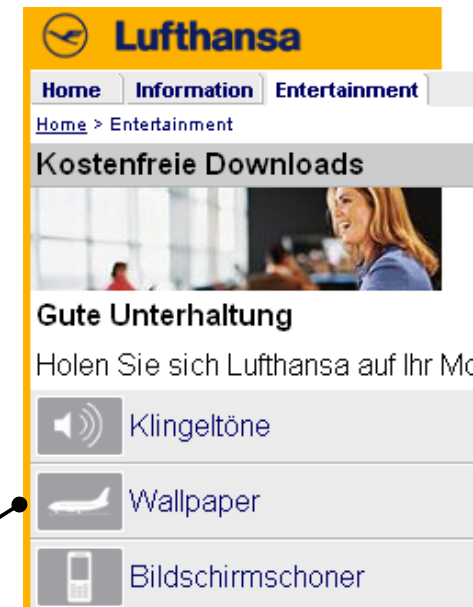 Lufthansa
Home Information Entertainment
Home > Entertainment
Kostenfreie Downloads
Gute Unterhaltung
Holen Sie sich Lufthansa auf Ihr
Klingeltöne
Wallpaper
Bildschirmschoner